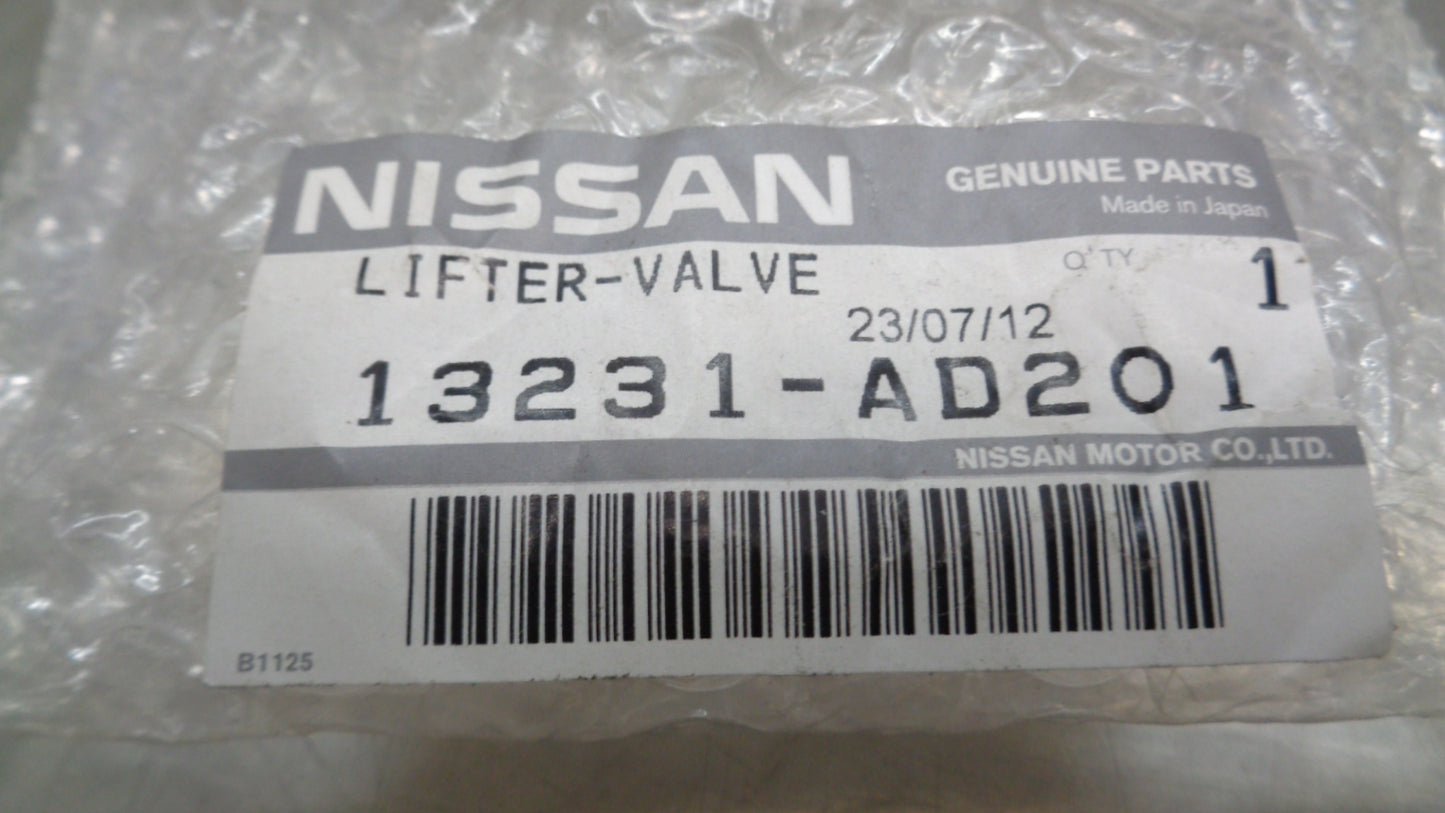 NISSAN GENUINE PARTS
Made in Japan
LIFTER-VALVE Q'TY 1
23/07/12
13231-AD201
NISSAN MOTOR CO.,LTD.
B1125